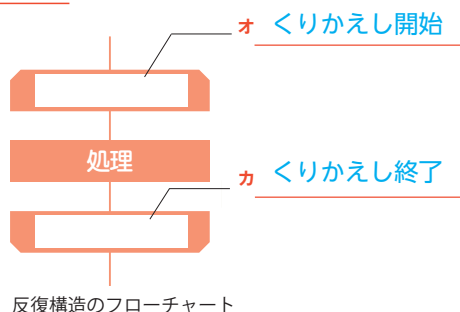 オ くりかえし開始
処理
カ くりかえし終了
反復構造のフローチャート